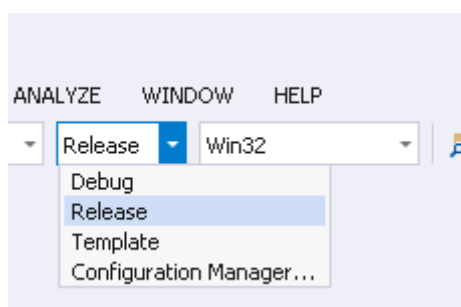 ANALYZE WINDOW HELP
Release Win32
Debug
Release
Template
Configuration Manager...